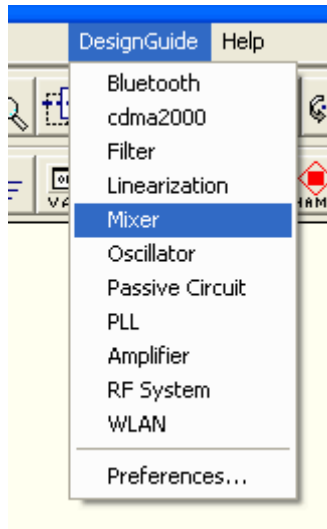 DesignGuide Help
Bluetooth
cdma2000
Filter
Linearization
Mixer
Oscillator
Passive Circuit
PLL
Amplifier
RF System
WLAN
Preferences...